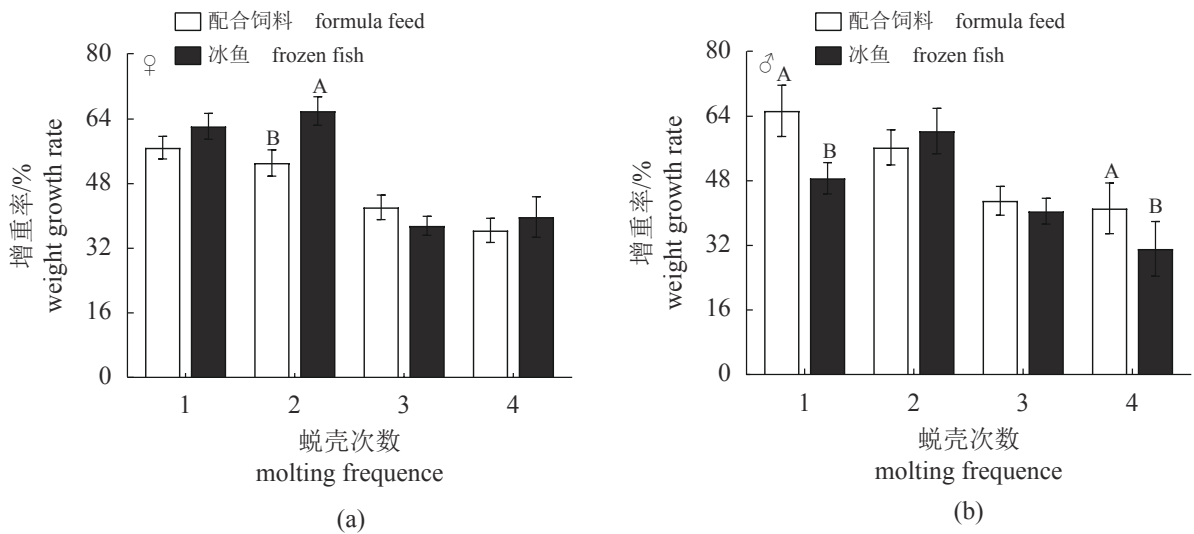 配合饲料 formula feed
冰鱼 frozen fish
♀
80
64
48
32
16
0
增重率/%
weight growth rate
B
A
1 2 3 4
蜕壳次数
molting frequence
(a)
配合饲料 formula feed
冰鱼 frozen fish
♂
80
64
48
32
16
0
增重率/%
weight growth rate
A
B
A
B
1 2 3 4
蜕壳次数
molting frequence
(b)